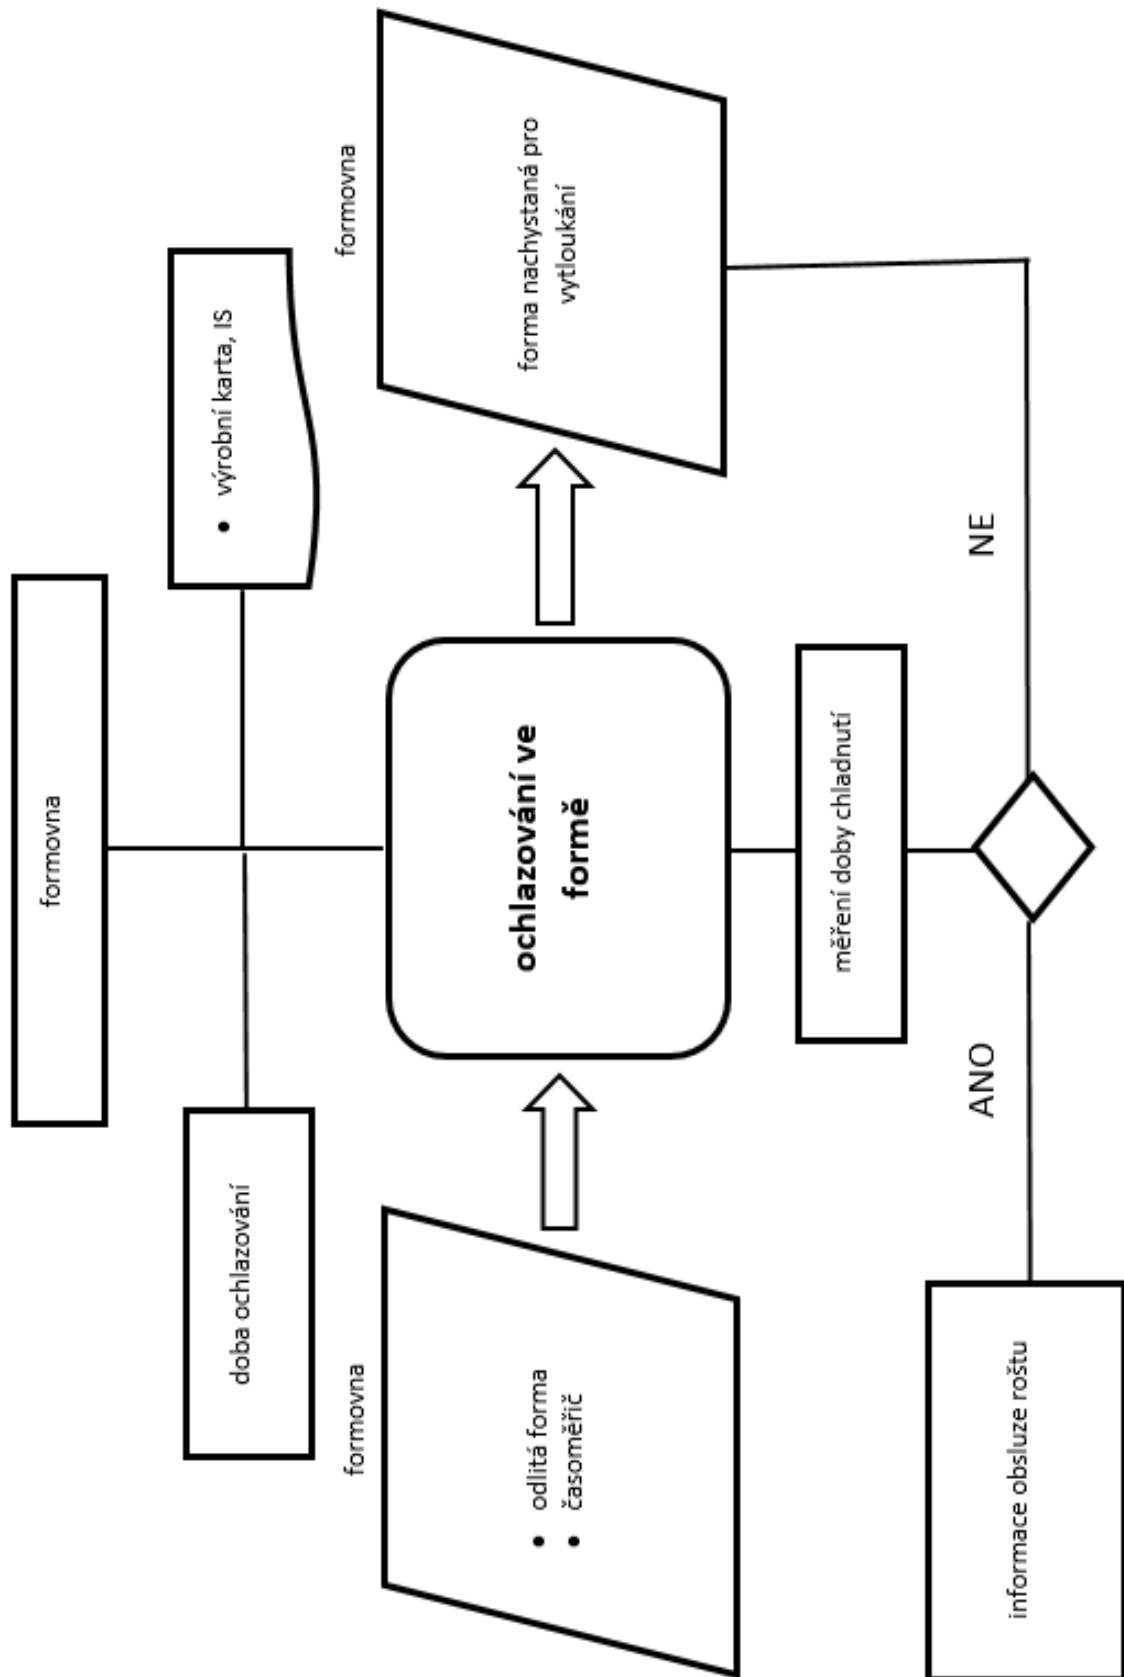 formovna
doba ochlazování
• výrobní karta, IS
formovna
formovna
• odlitá forma
• časoměřič
ochlazování ve
formě
forma nachystaná pro
vytloukání
měření doby chladnutí
ANO
NE
informace obsluze roštu